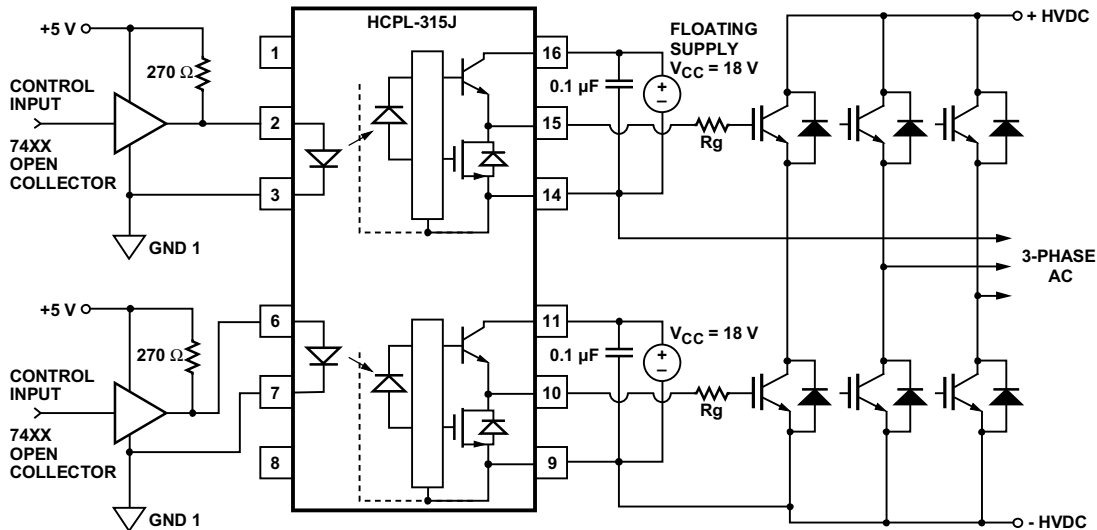 HCPL-315J
+5 V
270 Ω
CONTROL
INPUT
74XX
OPEN
COLLECTOR
GND 1
1
2
3
16
15
14
0.1 µF
FLOATING
SUPPLY
VCC = 18 V
+
−
Rg
+ HVDC
3-PHASE
AC
+5 V
270 Ω
CONTROL
INPUT
74XX
OPEN
COLLECTOR
GND 1
6
7
8
11
10
9
0.1 µF
VCC = 18 V
+
−
Rg
- HVDC